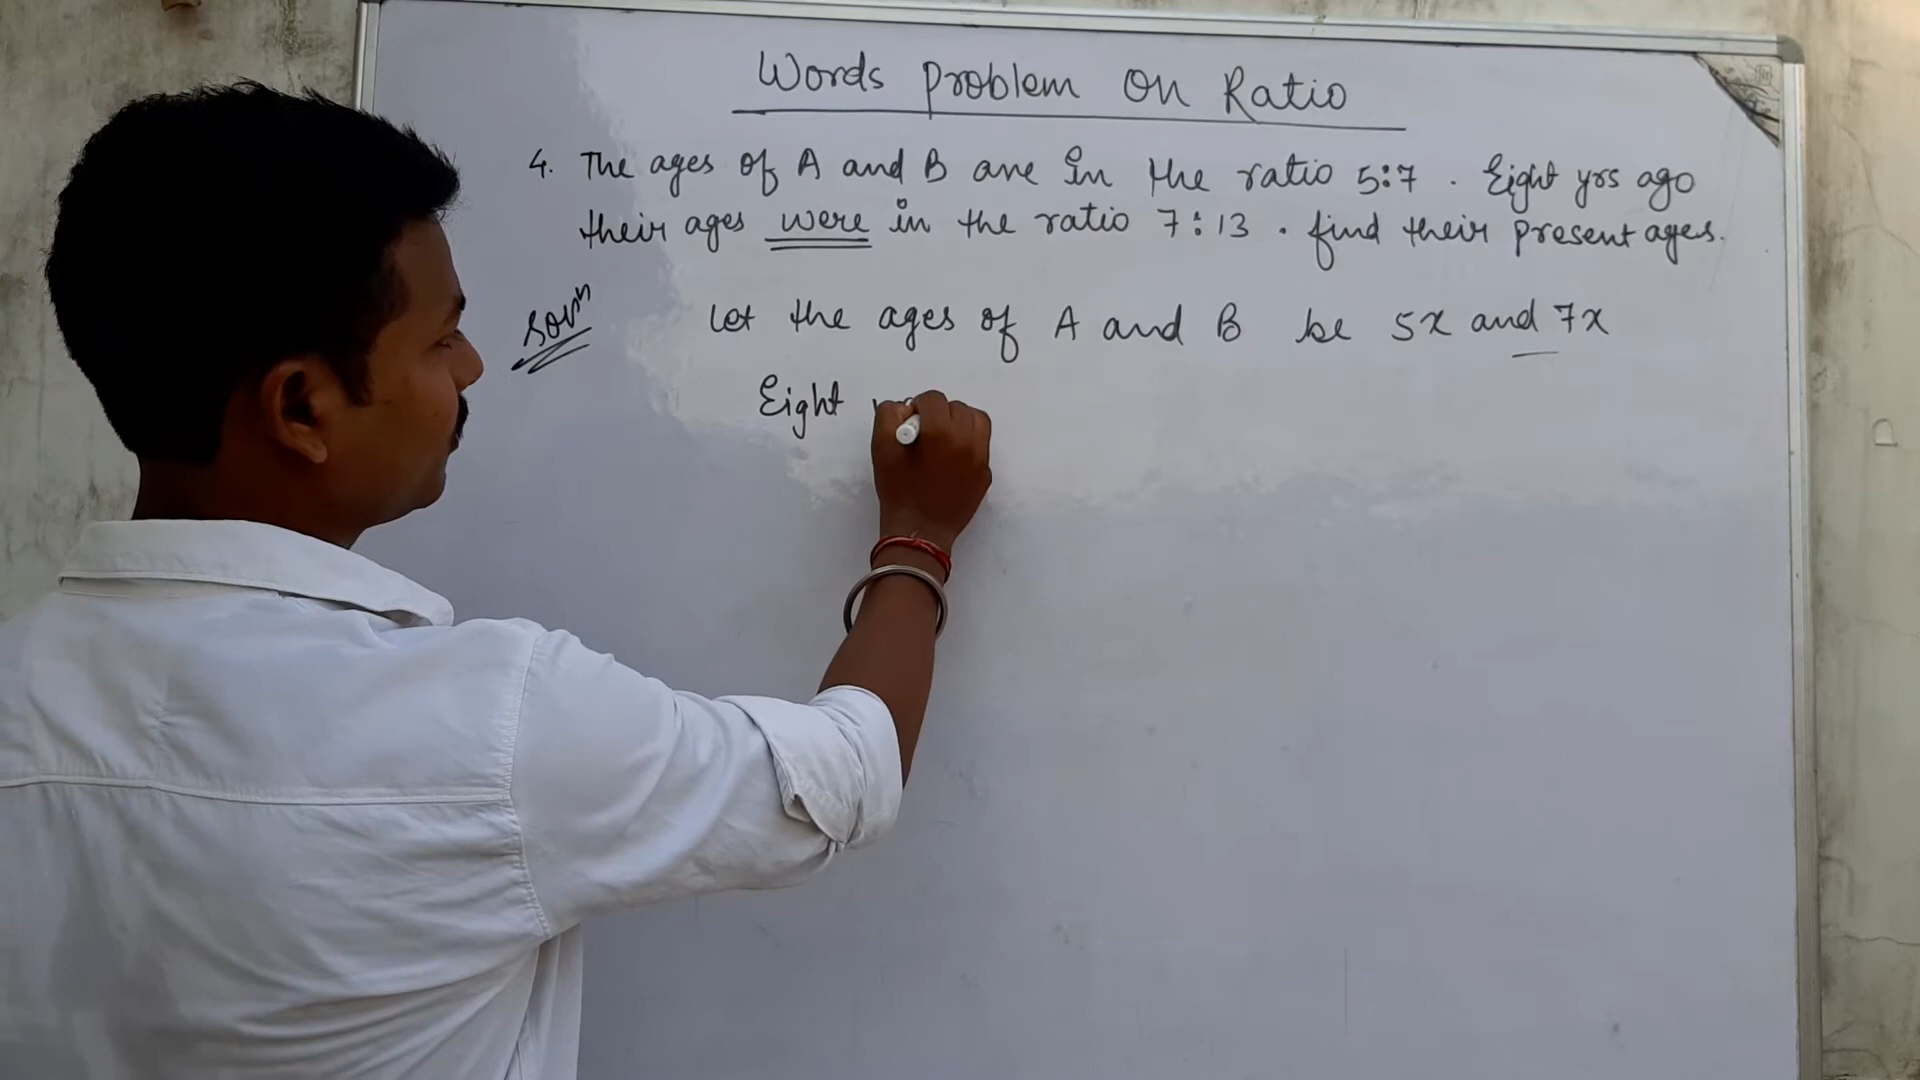 Words Problem On Ratio
4. The ages of A and B are in the ratio 5:7 . Eight yrs ago
their ages were in the ratio 7:13 . find their present ages.
Soln
Let the ages of A and B be 5x and 7x
Eight